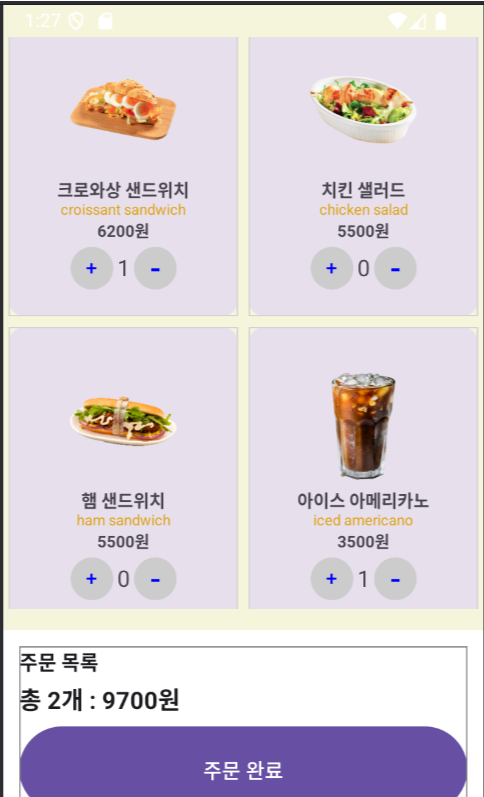 1:27
크로와상 샌드위치
croissant sandwich
6200원
+ 1 -
치킨 샐러드
chicken salad
5500원
+ 0 -
햄 샌드위치
ham sandwich
5500원
+ 0 -
아이스 아메리카노
iced americano
3500원
+ 1 -
주문 목록
총 2개 : 9700원
주문 완료